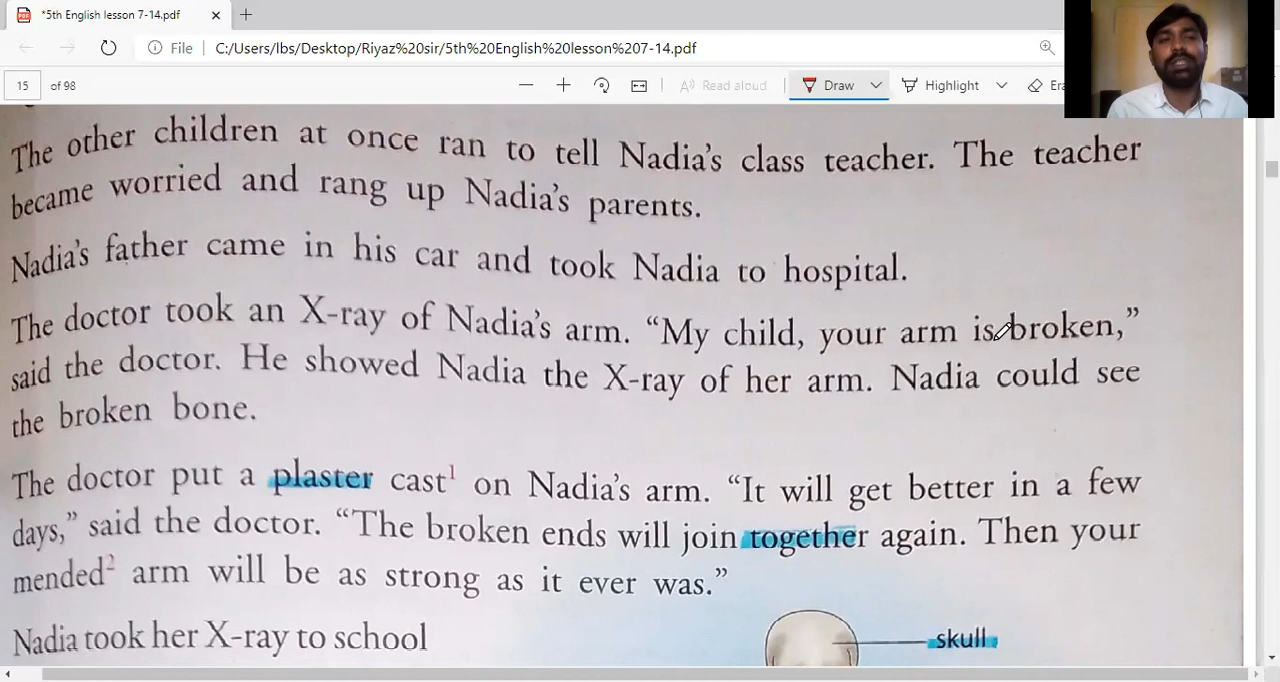 *5th English lesson 7-14.pdf
File C:/Users/lbs/Desktop/Riyaz%20sir/5th%20English%20lesson%207-14.pdf
15 of 98 Read aloud Draw Highlight Era
The other children at once ran to tell Nadia's class teacher. The teacher
became worried and rang up Nadia's parents.
Nadia's father came in his car and took Nadia to hospital.
The doctor took an X-ray of Nadia's arm. “My child, your arm is broken,”
said the doctor. He showed Nadia the X-ray of her arm. Nadia could see
the broken bone.
The doctor put a plaster cast¹ on Nadia's arm. “It will get better in a few
days,” said the doctor. “The broken ends will join together again. Then your
mended² arm will be as strong as it ever was.”
Nadia took her X-ray to school
skull